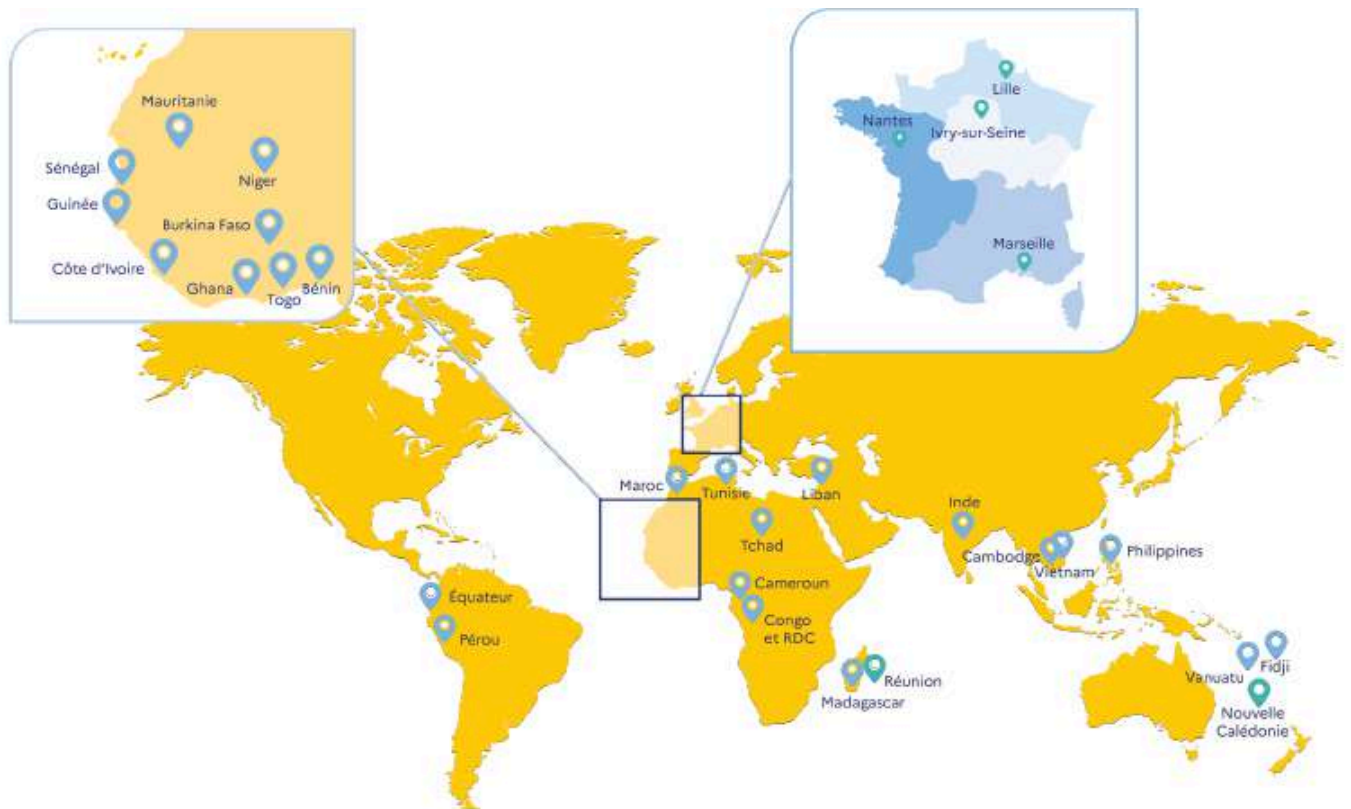 Mauritanie
Sénégal
Niger
Guinée
Burkina Faso
Côte d'Ivoire
Ghana
Togo
Bénin
Lille
Nantes
Ivry-sur-Seine
Marseille
Maroc
Tunisie
Liban
Inde
Tchad
Cambodge
Vietnam
Philippines
Cameroun
Équateur
Congo
et RDC
Pérou
Réunion
Madagascar
Vanuatu
Fidji
Nouvelle
Calédonie